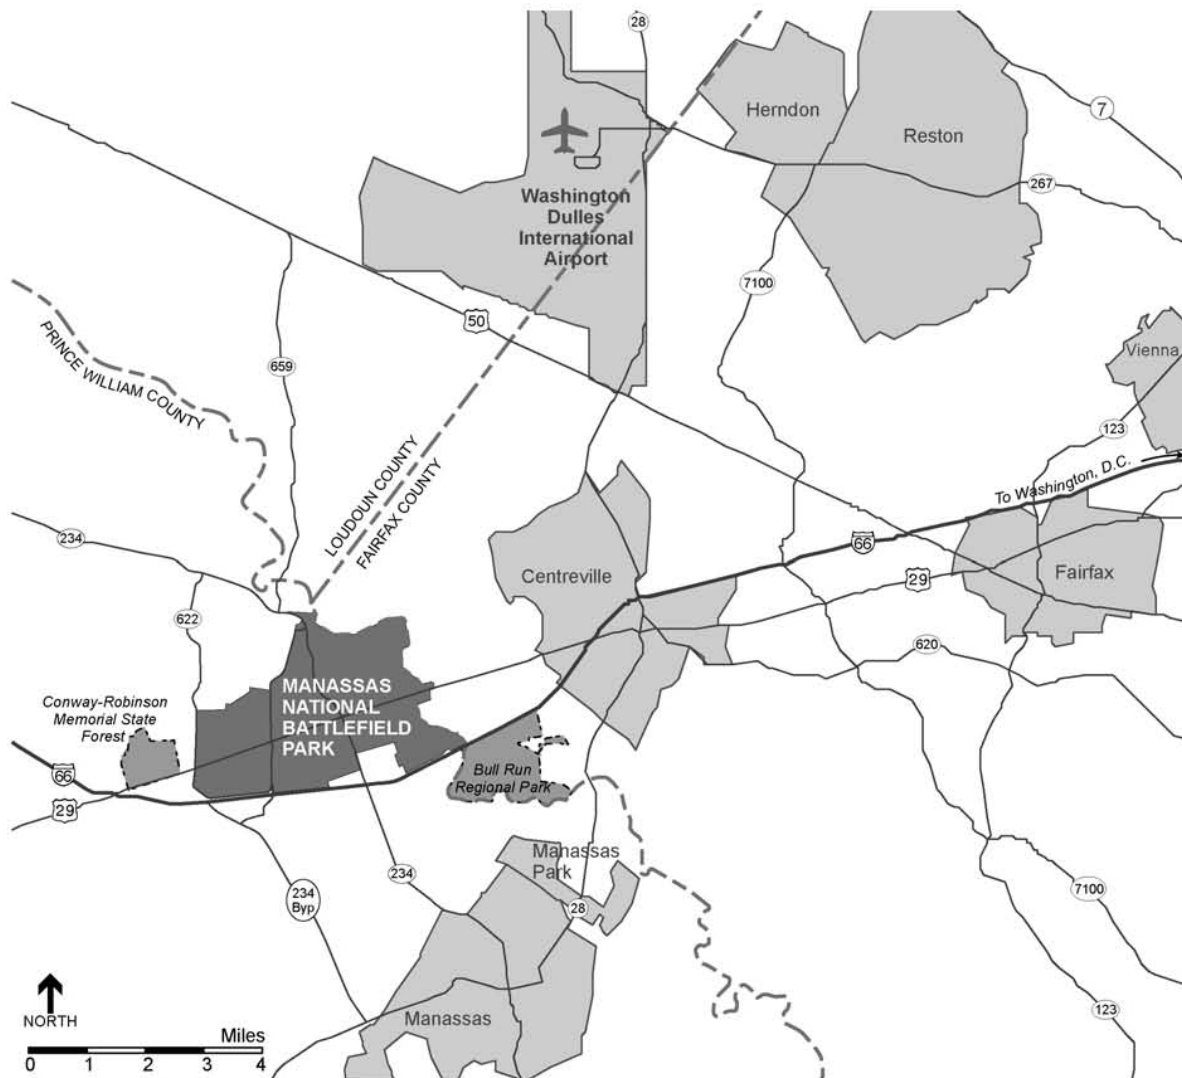 28
7
Herndon
Reston
267
Washington
Dulles
International
Airport
7100
50
PRINCE WILLIAM COUNTY
659
Vienna
123
LOUDOUN COUNTY
FAIRFAX COUNTY
To Washington, D.C.
234
66
Centreville
29
Fairfax
622
620
MANASSAS
NATIONAL
BATTLEFIELD
PARK
Conway-Robinson
Memorial State
Forest
66
29
Bull Run
Regional Park
Manassas
Park
234
234
Byp
28
7100
123
Manassas
NORTH
Miles
0 1 2 3 4